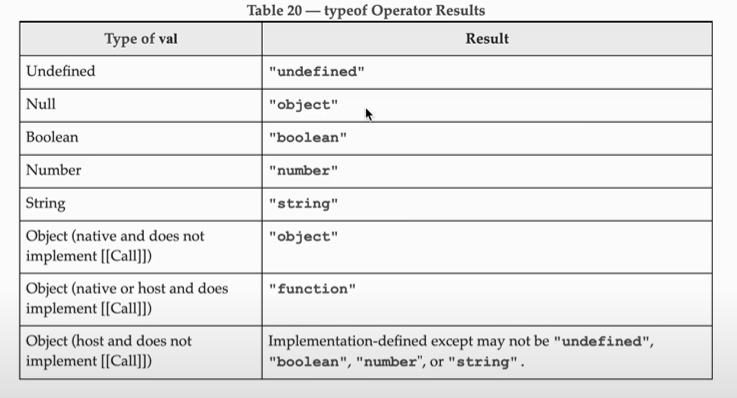 Table 20 — typeof Operator Results
Type of val Result
Undefined "undefined"
Null "object"
Boolean "boolean"
Number "number"
String "string"
Object (native and does not "object"
implement [[Call]])
Object (native or host and does "function"
implement [[Call]])
Object (host and does not Implementation-defined except may not be "undefined",
implement [[Call]]) "boolean", "number", or "string".